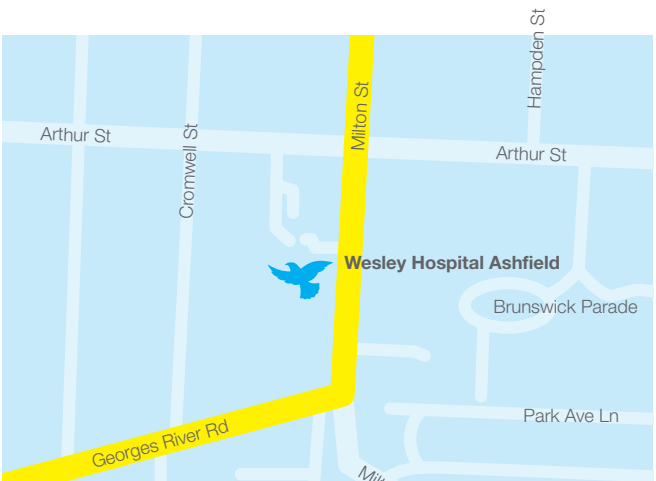 Hampden St
Milton St
Arthur St
Cromwell St
Arthur St
Wesley Hospital Ashfield
Brunswick Parade
Park Ave Ln
Georges River Rd